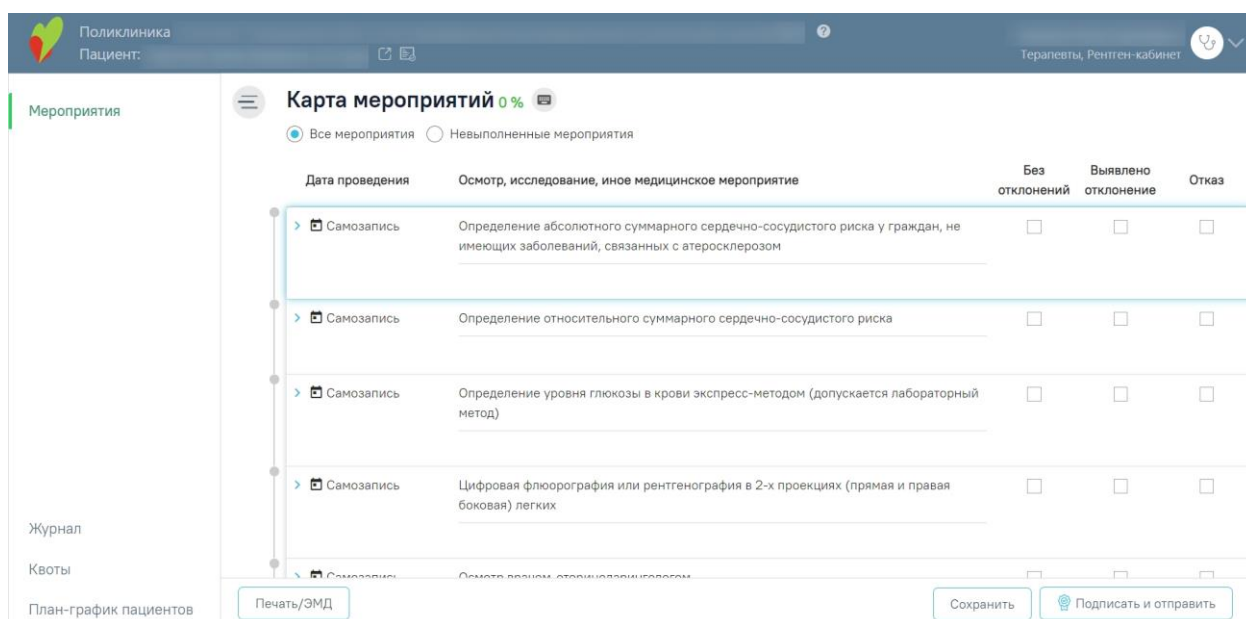 Поликлиника
Пациент:
Терапевты, Рентген-кабинет
Мероприятия
Карта мероприятий 0 %
Все мероприятия Невыполненные мероприятия
Дата проведения Осмотр, исследование, иное медицинское мероприятие Без отклонений Выявлено отклонение Отказ
Самозапись Определение абсолютного суммарного сердечно-сосудистого риска у граждан, не
имеющих заболеваний, связанных с атеросклерозом
Самозапись Определение относительного суммарного сердечно-сосудистого риска
Самозапись Определение уровня глюкозы в крови экспресс-методом (допускается лабораторный
метод)
Самозапись Цифровая флюорография или рентгенография в 2-х проекциях (прямая и правая
боковая) легких
Самозапись Осмотр врачом-оториноларингологом
Журнал
Квоты
План-график пациентов
Печать/ЭМД Сохранить Подписать и отправить